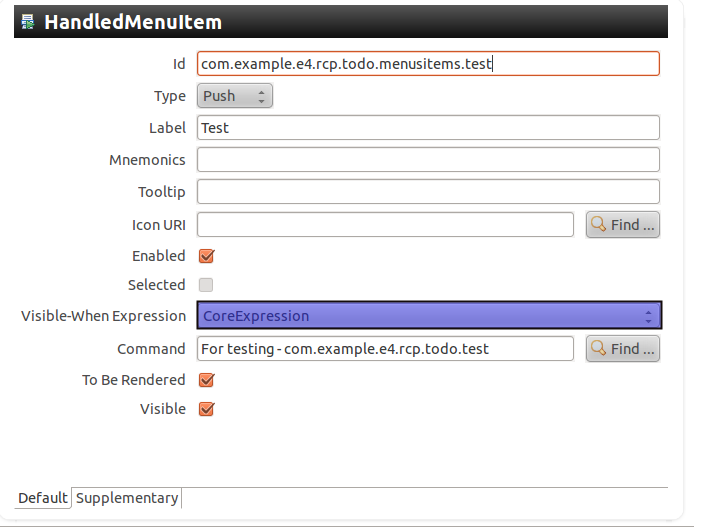 HandledMenuItem
Id com.example.e4.rcp.todo.menusitems.test
Type Push
Label Test
Mnemonics
Tooltip
Icon URI Find ...
Enabled
Selected
Visible-When Expression CoreExpression
Command For testing - com.example.e4.rcp.todo.test Find ...
To Be Rendered
Visible
Default Supplementary